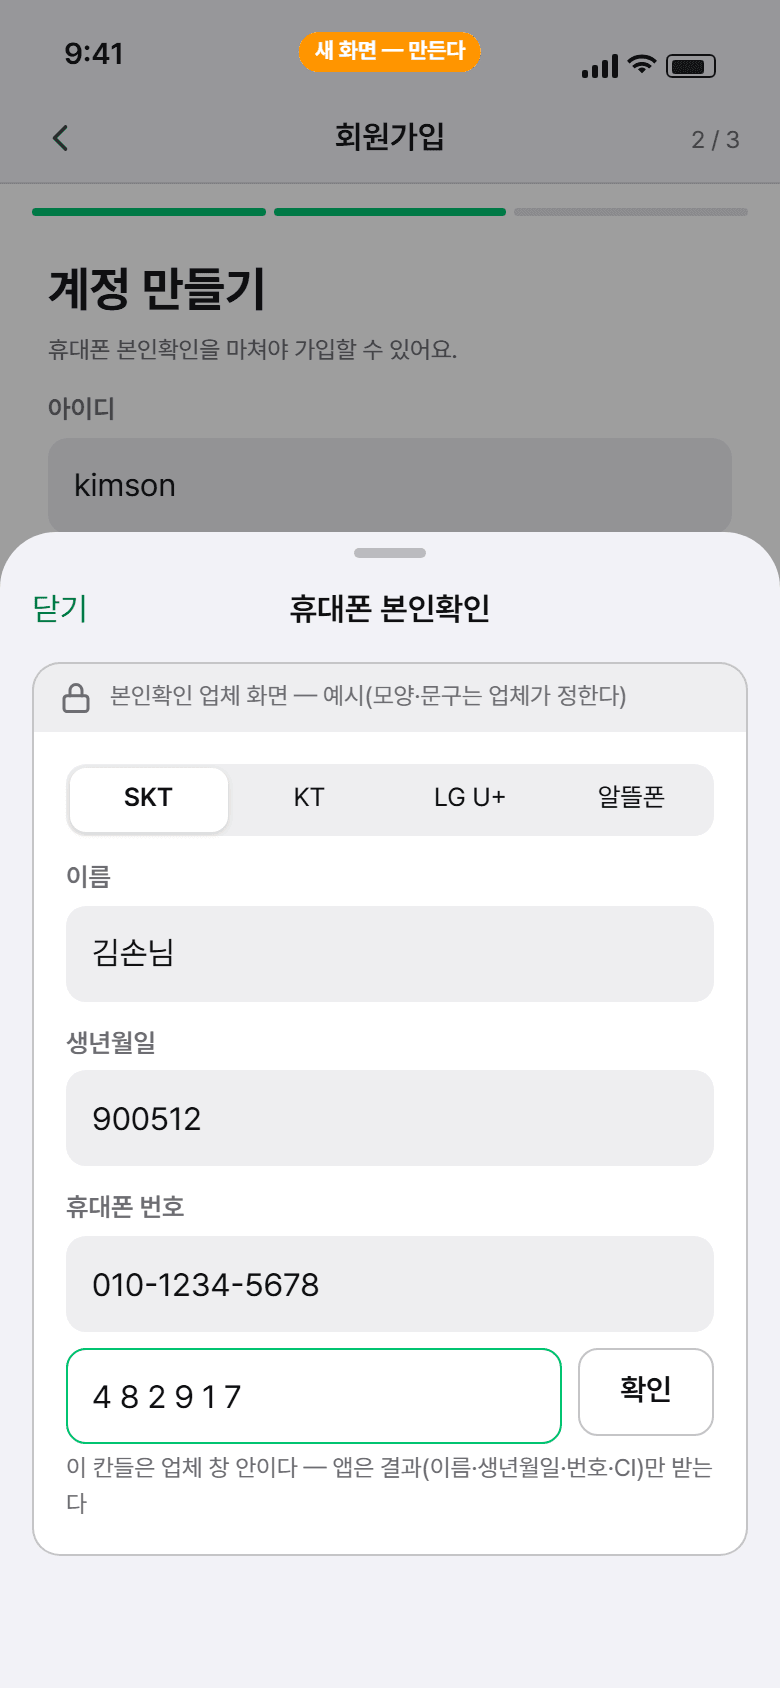 9:41
새 화면 — 만든다
회원가입
2 / 3
계정 만들기
휴대폰 본인확인을 마쳐야 가입할 수 있어요.
아이디
kimson
닫기
휴대폰 본인확인
본인확인 업체 화면 — 예시(모양·문구는 업체가 정한다)
SKT
KT
LG U+
알뜰폰
이름
김손님
생년월일
900512
휴대폰 번호
010-1234-5678
4 8 2 9 1 7
확인
이 칸들은 업체 창 안이다 — 앱은 결과(이름·생년월일·번호·CI)만 받는
다